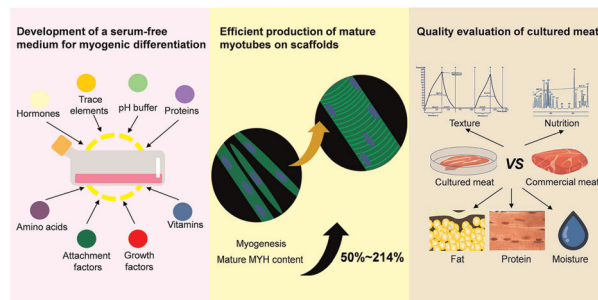 Development of a serum-free
medium for myogenic differentiation
Hormones
Trace
elements
pH buffer
Proteins
Amino acids
Attachment
factors
Growth
factors
Vitamins
Efficient production of mature
myotubes on scaffolds
Myogenesis
Mature MYH content
50%~214%
Quality evaluation of cultured meat
Texture
Nutrition
Cultured meat
VS
Commercial meat
Fat
Protein
Moisture